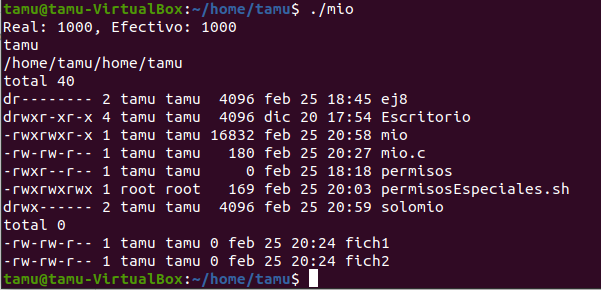 tamu@tamu-VirtualBox:~/home/tamu$ ./mio
Real: 1000, Efectivo: 1000
tamu
/home/tamu/home/tamu
total 40
dr-------- 2 tamu tamu  4096 feb 25 18:45 ej8
drwxr-xr-x 4 tamu tamu  4096 dic 20 17:54 Escritorio
-rwxrwxr-x 1 tamu tamu 16832 feb 25 20:58 mio
-rw-rw-r-- 1 tamu tamu   180 feb 25 20:27 mio.c
-rwxr--r-- 1 tamu tamu     0 feb 25 18:18 permisos
-rwxrwxrwx 1 root root   169 feb 25 20:03 permisosEspeciales.sh
drwx------ 2 tamu tamu  4096 feb 25 20:59 solomio
total 0
-rw-rw-r-- 1 tamu tamu 0 feb 25 20:24 fich1
-rw-rw-r-- 1 tamu tamu 0 feb 25 20:24 fich2
tamu@tamu-VirtualBox:~/home/tamu$